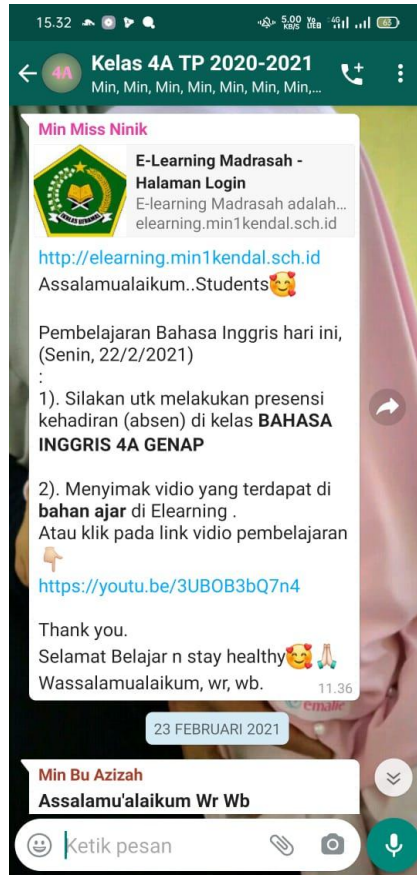 15.32
5.00 KB/S
4G
63
4A
Kelas 4A TP 2020-2021
Min, Min, Min, Min, Min, Min,...
Min Miss Ninik
E-Learning Madrasah -
Halaman Login
E-Learning Madrasah adalah...
elearning.min1kendal.sch.id
http://elearning.min1kendal.sch.id
Assalamualaikum..Students🥰
Pembelajaran Bahasa Inggris hari ini,
(Senin, 22/2/2021)
:
1). Silakan utk melakukan presensi
kehadiran (absen) di kelas BAHASA
INGGRIS 4A GENAP
2). Menyimak vidio yang terdapat di
bahan ajar di Elearning .
Atau klik pada link vidio pembelajaran
👇🏻
https://youtu.be/3UBOB3bQ7n4
Thank you.
Selamat Belajar n stay healthy🥰🙏🏻
Wassalamualaikum, wr, wb.
11.36
23 FEBRUARI 2021
Min Bu Azizah
Assalamu'alaikum Wr Wb
Ketik pesan